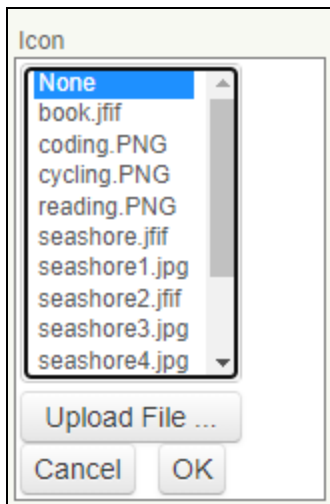 Icon
None
book.jfif
coding.PNG
cycling.PNG
reading.PNG
seashore.jfif
seashore1.jpg
seashore2.jfif
seashore3.jpg
seashore4.jpg
Upload File ...
Cancel OK